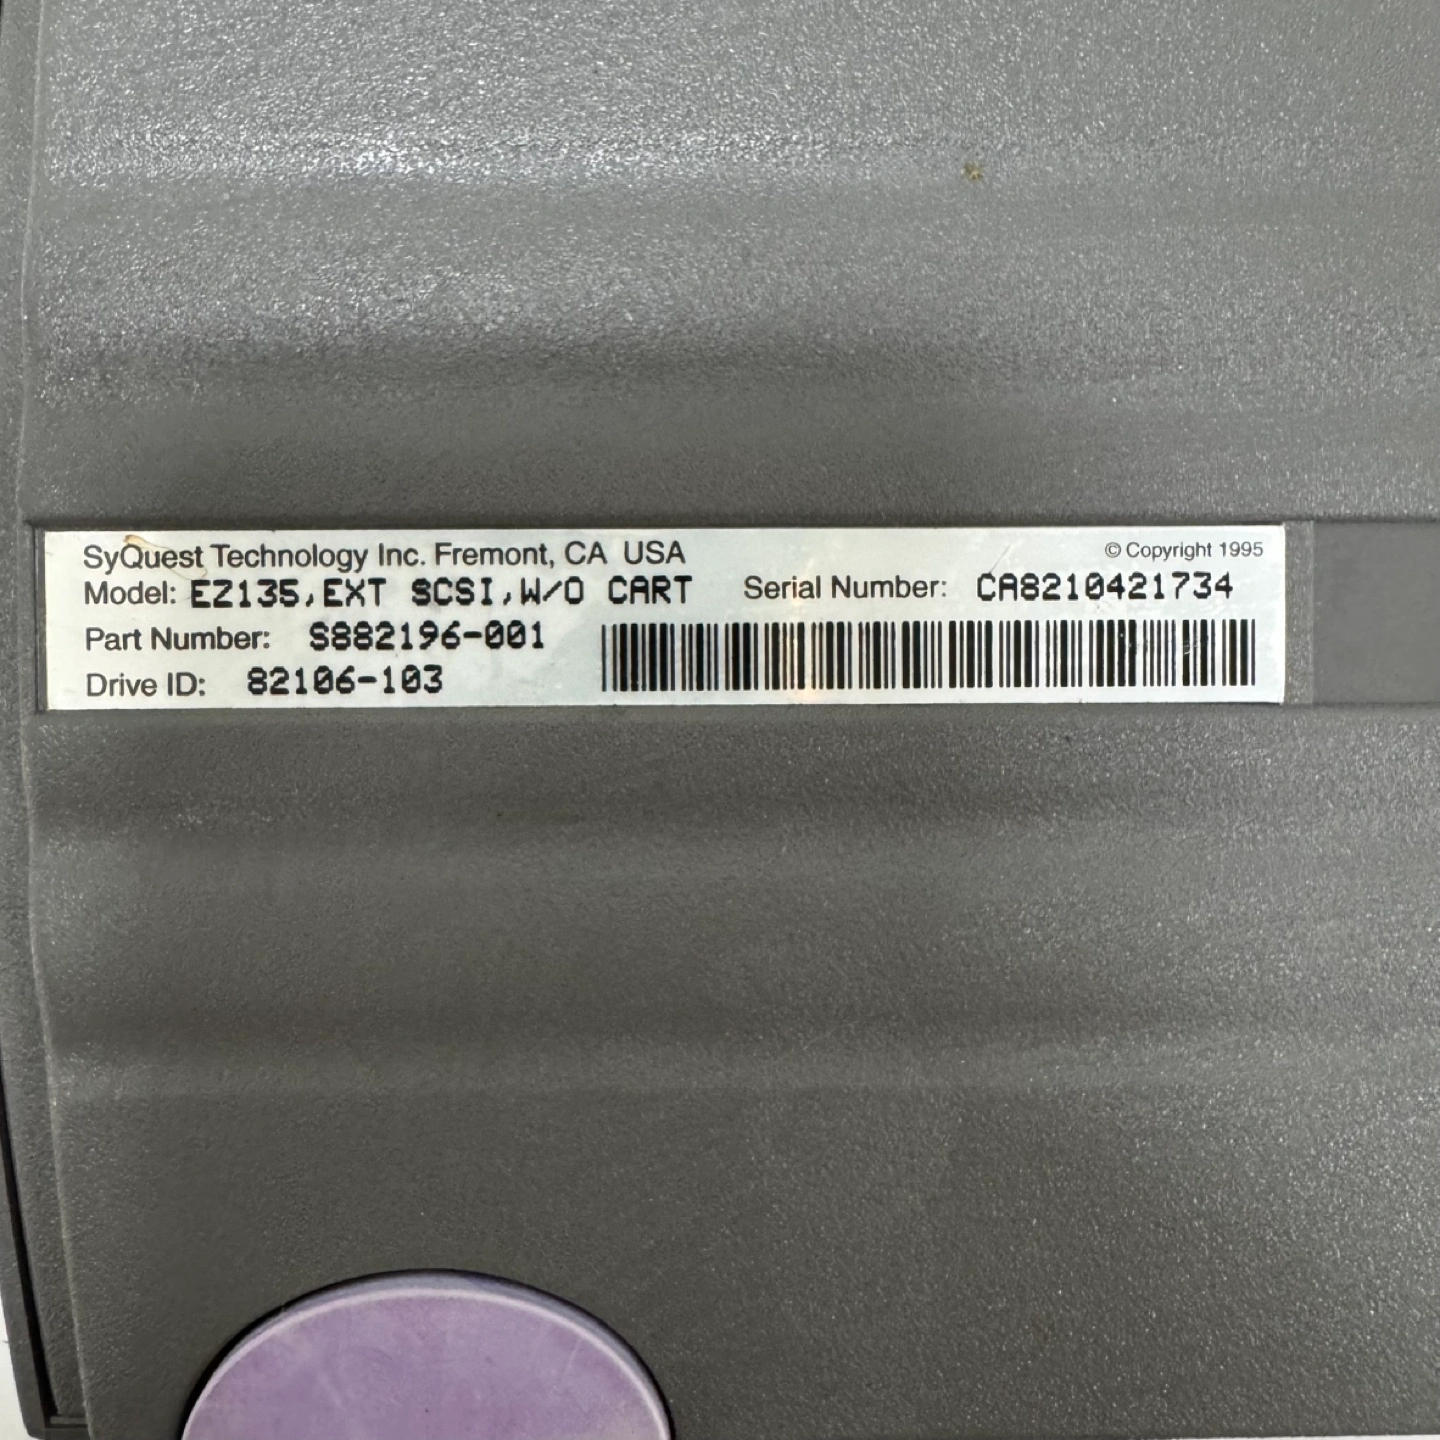 SyQuest Technology Inc. Fremont, CA USA
© Copyright 1995
Model: EZ135,EXT SCSI,W/O CART
Serial Number: CA8210421734
Part Number: S882196-001
Drive ID: 82106-103